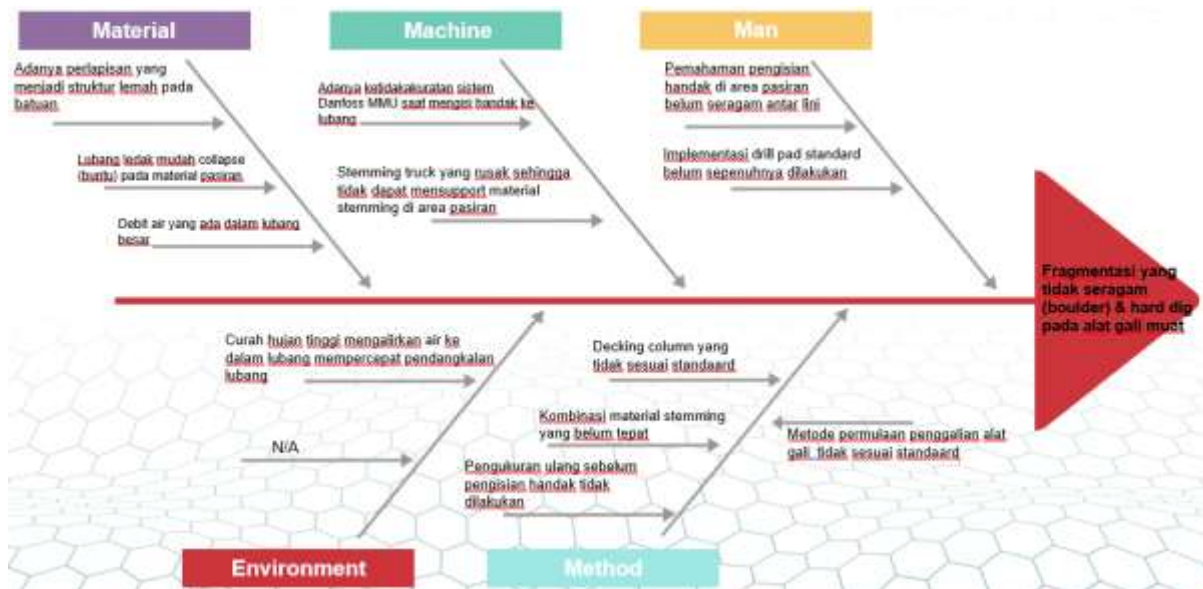 Material
Machine
Man
Adanya perlapisan yang
menjadi struktur lemah pada
batuan
Lubang ledak mudah collapse
(buntu) pada material pasiran
Debit air yang ada dalam lubang
besar
Adanya ketidakakuratan sistem
Danfoss MMU saat mengisi handak ke
lubang
Stemming truck yang rusak sehingga
tidak dapat mensupport material
stemming di area pasiran
Pemahaman pengisian
handak di area pasiran
belum seragam antar lini
Implementasi drill pad standard
belum sepenuhnya dilakukan
Fragmentasi yang
tidak seragam
(boulder) & hard dig
pada alat gali muat
Curah hujan tinggi mengalirkan air ke
dalam lubang mempercepat pendangkalan
lubang
N/A
Decking column yang
tidak sesuai standaard
Kombinasi material stemming
yang belum tepat
Pengukuran ulang sebelum
pengisian handak tidak
dilakukan
Metode permulaan penggalian alat
gali tidak sesuai standaard
Environment
Method